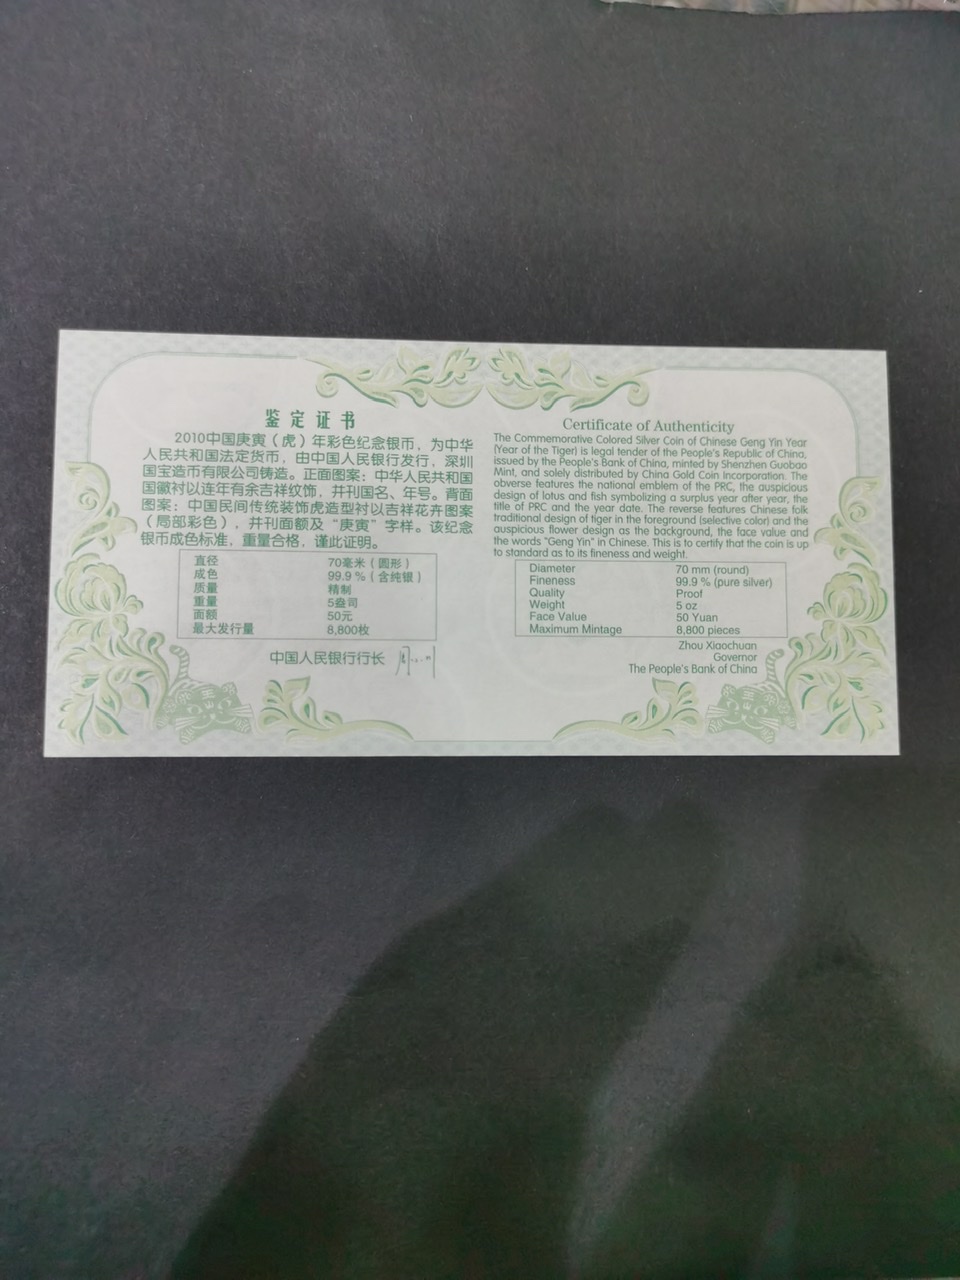 鉴定证书
2010中国庚寅（虎）年彩色纪念银币，为中华
人民共和国法定货币，由中国人民银行发行，深圳
国宝造币有限公司铸造。正面图案：中华人民共和国
国徽衬以连年有余吉祥纹饰，并刊国名、年号。背面
图案：中国民间传统装饰虎造型衬以吉祥花卉图案
（局部彩色），并刊面额及“庚寅”字样。该纪念
银币成色标准，重量合格，谨此证明。
直径 70毫米（圆形）
成色 99.9％（含纯银）
质量 精制
重量 5盎司
面额 50元
最大发行量 8,800枚
中国人民银行行长
Certificate of Authenticity
The Commemorative Colored Silver Coin of Chinese Geng Yin Year
(Year of the Tiger) is legal tender of the People's Republic of China,
issued by the People's Bank of China, minted by Shenzhen Guobao
Mint, and solely distributed by China Gold Coin Incorporation. The
obverse features the national emblem of the PRC, the auspicious
design of lotus and fish symbolizing a surplus year after year, the
title of PRC and the year date. The reverse features Chinese folk
traditional design of tiger in the foreground (selective color) and the
auspicious flower design as the background, the face value and
the words "Geng Yin" in Chinese. This is to certify that the coin is up
to standard as to its fineness and weight.
Diameter 70 mm (round)
Fineness 99.9 % (pure silver)
Quality Proof
Weight 5 oz
Face Value 50 Yuan
Maximum Mintage 8,800 pieces
Zhou Xiaochuan
Governor
The People's Bank of China